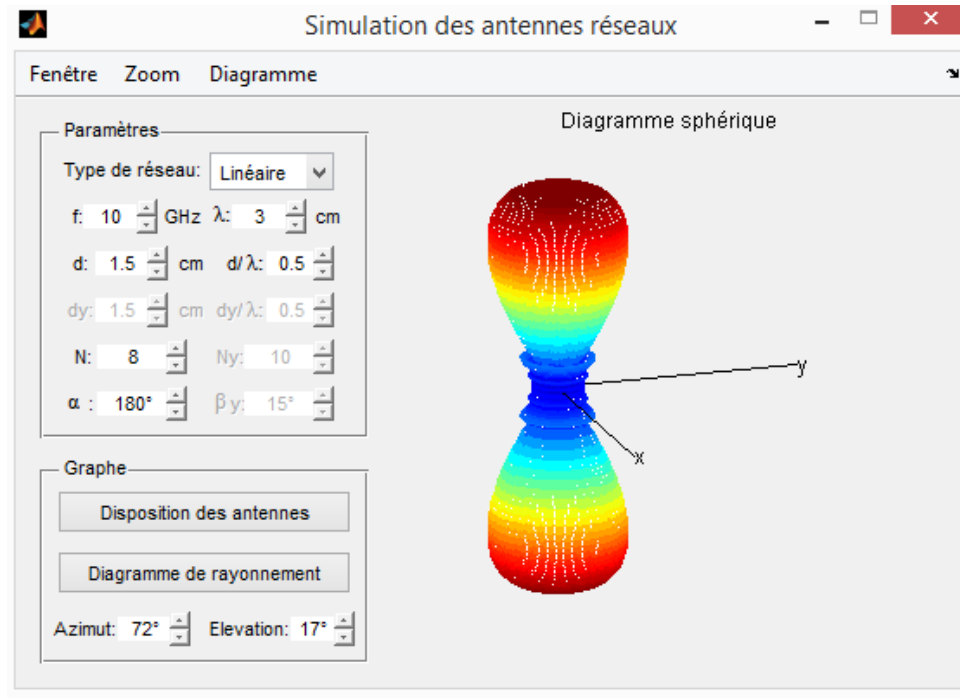 Simulation des antennes réseaux
Fenêtre Zoom Diagramme
Paramètres
Type de réseau: Linéaire
f: 10 GHz λ: 3 cm
d: 1.5 cm d/λ: 0.5
dy: 1.5 cm dy/λ: 0.5
N: 8 Ny: 10
α : 180° βy: 15°
Graphe
Disposition des antennes
Diagramme de rayonnement
Azimut: 72° Elevation: 17°
Diagramme sphérique
y
x